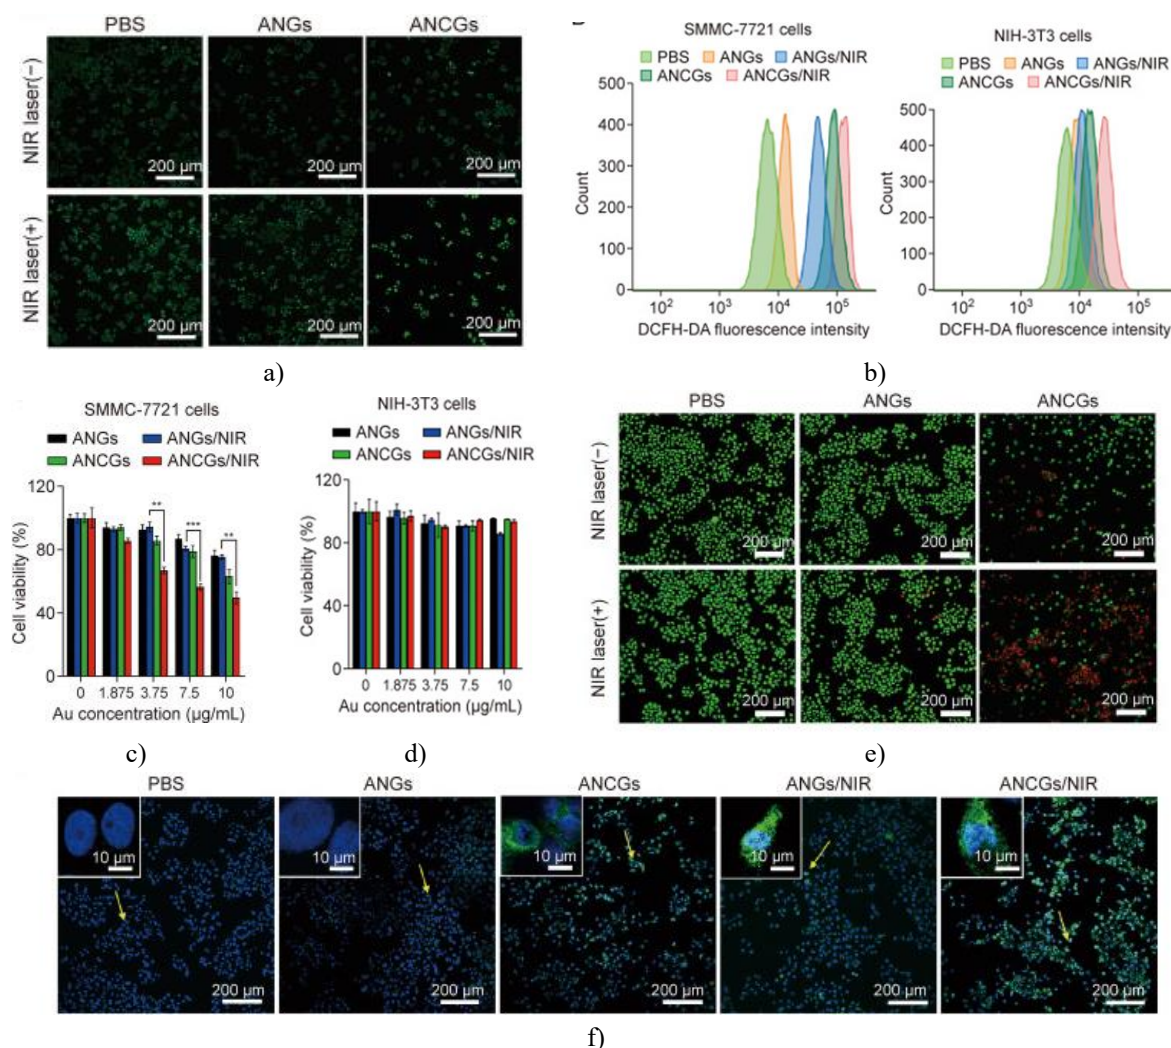 PBS ANGs ANCGs
NIR laser(−)
200 µm 200 µm 200 µm
NIR laser(+)
200 µm 200 µm 200 µm
a)
SMMC-7721 cells
PBS ANGs ANGs/NIR
ANCGs ANCGs/NIR
500
400
300
200
100
0
Count
10² 10³ 10⁴ 10⁵
DCFH-DA fluorescence intensity
NIH-3T3 cells
PBS ANGs ANGs/NIR
ANCGs ANCGs/NIR
500
400
300
200
100
0
Count
10² 10³ 10⁴ 10⁵
DCFH-DA fluorescence intensity
b)
SMMC-7721 cells
ANGs ANGs/NIR
ANCGs ANCGs/NIR
120
80
40
0
Cell viability (%)
** *** **
0 1.875 3.75 7.5 10
Au concentration (µg/mL)
c)
NIH-3T3 cells
ANGs ANGs/NIR
ANCGs ANCGs/NIR
120
80
40
0
Cell viability (%)
0 1.875 3.75 7.5 10
Au concentration (µg/mL)
d)
PBS ANGs ANCGs
NIR laser(−)
200 µm 200 µm 200 µm
NIR laser(+)
200 µm 200 µm 200 µm
e)
PBS ANGs ANCGs ANGs/NIR ANCGs/NIR
10 µm 10 µm 10 µm 10 µm 10 µm
200 µm 200 µm 200 µm 200 µm 200 µm
f)